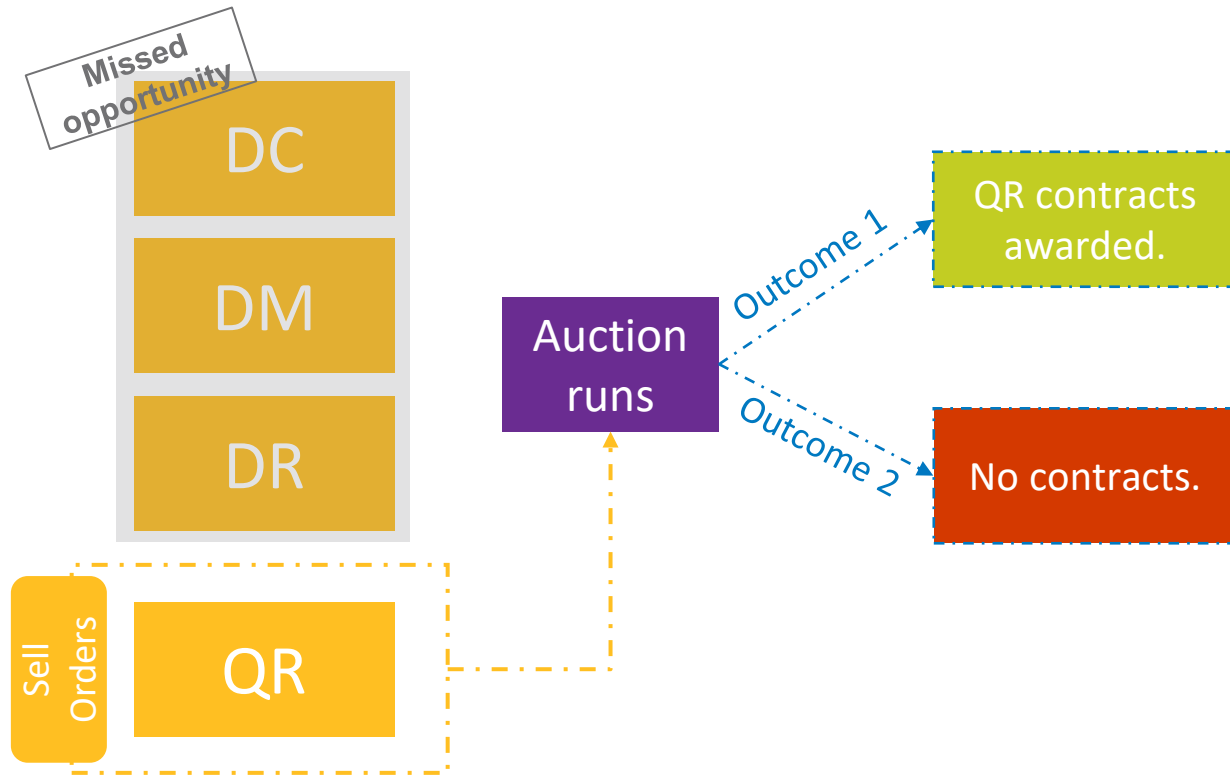 Missed
opportunity
DC
DM
DR
Sell
Orders
QR
Auction
runs
Outcome 1
Outcome 2
QR contracts
awarded.
No contracts.